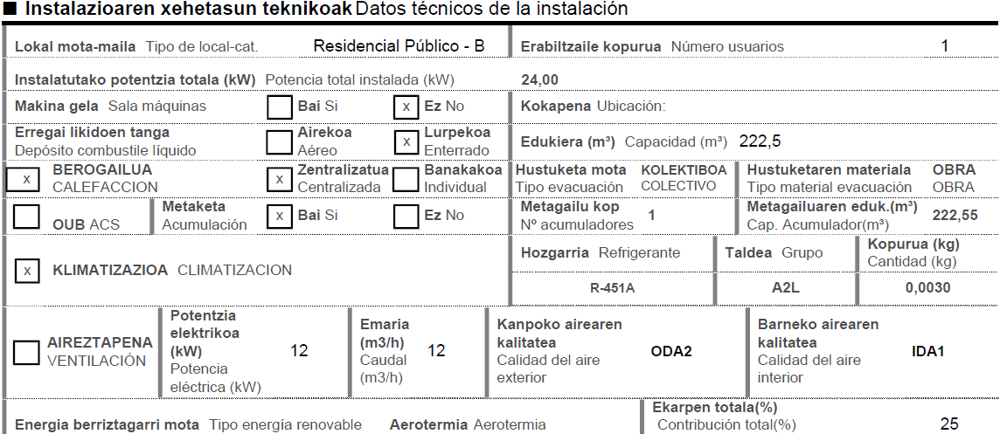 ■ Instalazioaren xehetasun teknikoak Datos técnicos de la instalación
Lokal mota-maila Tipo de local-cat. Residencial Público - B Erabiltzaile kopurua Número usuarios 1
Instalatutako potentzia totala (kW) Potencia total instalada (kW) 24,00
Makina gela Sala máquinas Bai Si x Ez No Kokapena Ubicación:
Erregai likidoen tanga Airekoa Lurpekoa
Depósito combustile líquido Aéreo x Enterrado Edukiera (m³) Capacidad (m³) 222,5
x BEROGAILUA x Zentralizatua Banakakoa Hustuketa mota KOLEKTIBOA Hustuketaren materiala OBRA
CALEFACCION Centralizada Individual Tipo evacuación COLECTIVO Tipo material evacuación OBRA
OUB ACS Metaketa x Bai Si Ez No Metagailu kop 1 Metagailuaren eduk.(m³) 222,55
Acumulación Nº acumuladores Cap. Acumulador(m³)
x KLIMATIZAZIOA CLIMATIZACION
Hozgarria Refrigerante Taldea Grupo Kopurua (kg)
Cantidad (kg)
R-451A A2L 0,0030
AIREZTAPENA
VENTILACIÓN
Potentzia
elektrikoa
(kW)
Potencia
eléctrica (kW)
12
Emaria
(m3/h)
Caudal
(m3/h)
12
Kanpoko airearen
kalitatea
Calidad del aire
exterior
ODA2
Barneko airearen
kalitatea
Calidad del aire
interior
IDA1
Energia berriztagarri mota Tipo energía renovable Aerotermia Aerotermia
Ekarpen totala(%)
Contribución total(%) 25